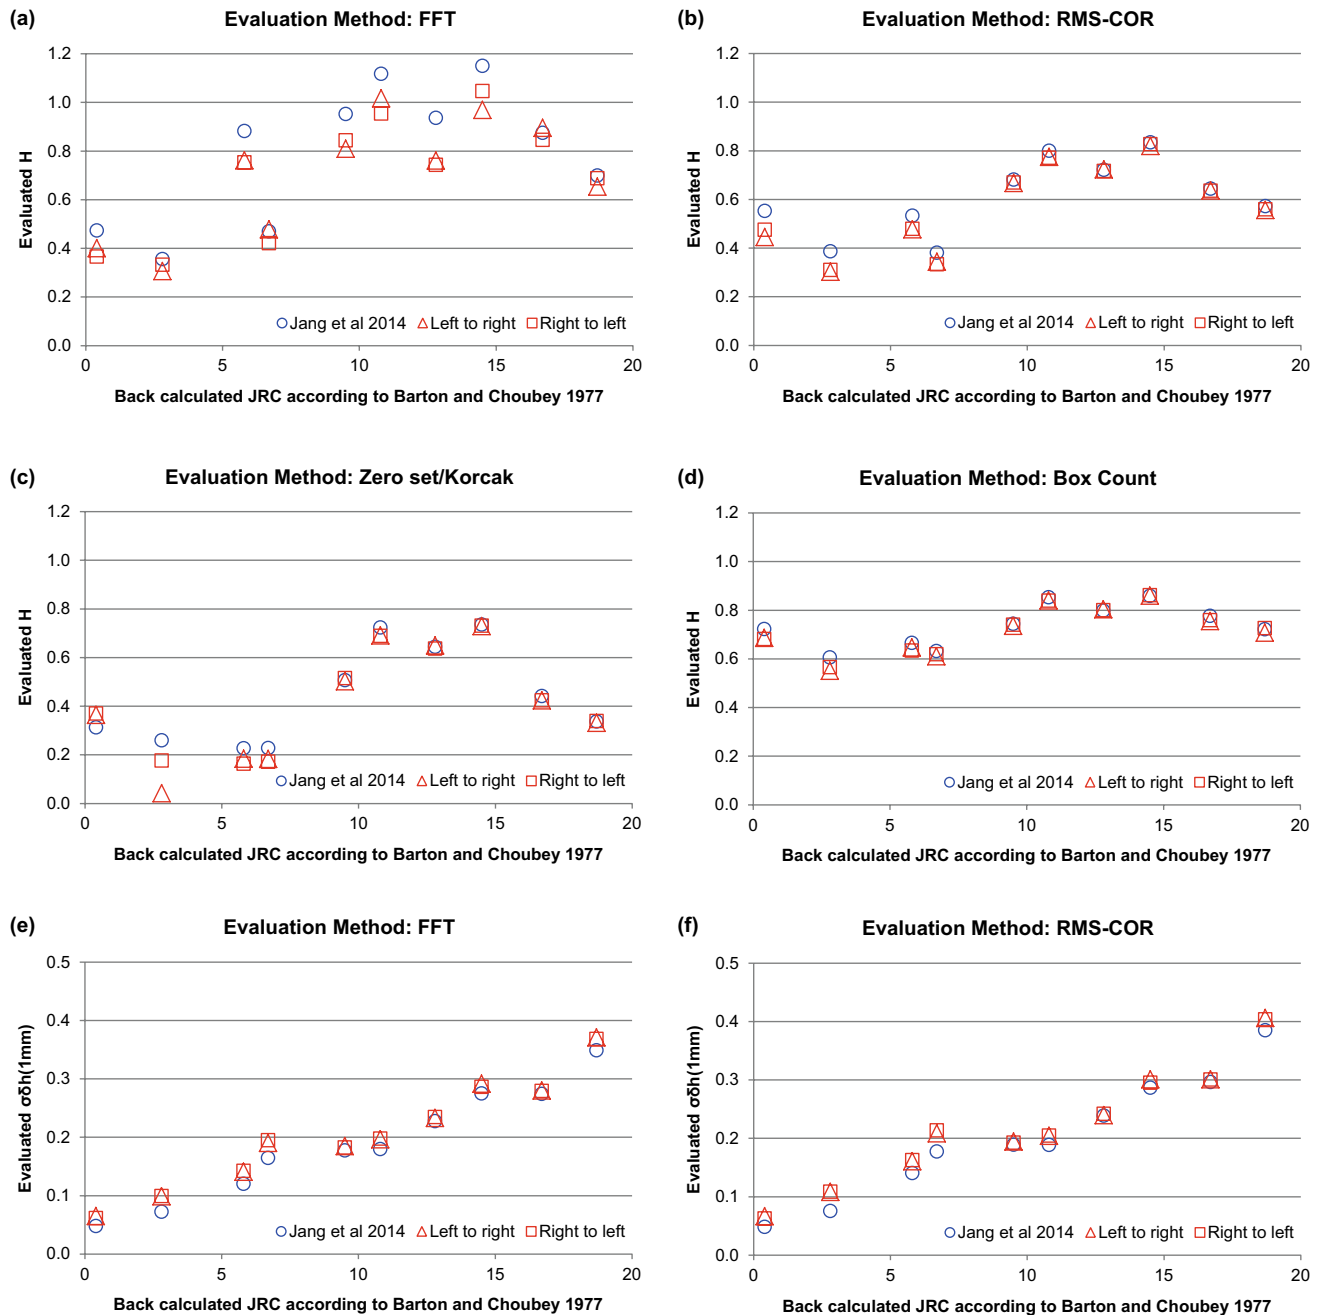 (a)
Evaluation Method: FFT
Evaluated H
1.2
1.0
0.8
0.6
0.4
0.2
0.0
Jang et al 2014 Left to right Right to left
0 5 10 15 20
Back calculated JRC according to Barton and Choubey 1977
(b)
Evaluation Method: RMS-COR
Evaluated H
1.2
1.0
0.8
0.6
0.4
0.2
0.0
Jang et al 2014 Left to right Right to left
0 5 10 15 20
Back calculated JRC according to Barton and Choubey 1977
(c)
Evaluation Method: Zero set/Korcak
Evaluated H
1.2
1.0
0.8
0.6
0.4
0.2
0.0
Jang et al 2014 Left to right Right to left
0 5 10 15 20
Back calculated JRC according to Barton and Choubey 1977
(d)
Evaluation Method: Box Count
Evaluated H
1.2
1.0
0.8
0.6
0.4
0.2
0.0
Jang et al 2014 Left to right Right to left
0 5 10 15 20
Back calculated JRC according to Barton and Choubey 1977
(e)
Evaluation Method: FFT
Evaluated σδh(1mm)
0.5
0.4
0.3
0.2
0.1
0.0
Jang et al 2014 Left to right Right to left
0 5 10 15 20
Back calculated JRC according to Barton and Choubey 1977
(f)
Evaluation Method: RMS-COR
Evaluated σδh(1mm)
0.5
0.4
0.3
0.2
0.1
0.0
Jang et al 2014 Left to right Right to left
0 5 10 15 20
Back calculated JRC according to Barton and Choubey 1977